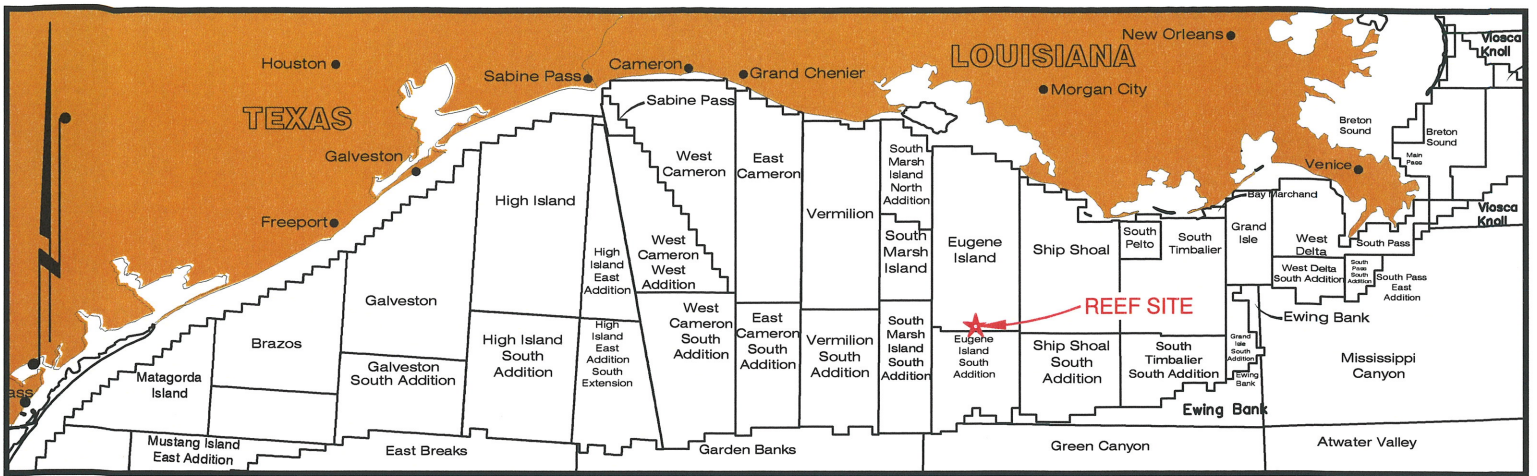 New Orleans
Viosca
Knoll
LOUISIANA
Houston
Sabine Pass
Cameron
Grand Chenier
Morgan City
TEXAS
Sabine Pass
Breton
Sound
Breton
Sound
Galveston
West
Cameron
East
Cameron
South
Marsh
Island
North
Addition
Main
Pass
Venice
High Island
Vermilion
Bay Marchand
Viosca
Knoll
Freeport
High
Island
East
Addition
West
Cameron
West
Addition
South
Marsh
Island
Eugene
Island
Ship Shoal
South
Pelto
South
Timbalier
Grand
Isle
West
Delta
South Pass
West Delta
South Addition
South
Pass
South
Addition
South Pass
East
Addition
Galveston
REEF SITE
Ewing Bank
Brazos
High Island
South
Addition
High
Island
East
Addition
South
Extension
West
Cameron
South
Addition
East
Cameron
South
Addition
Vermilion
South
Addition
South
Marsh
Island
South
Addition
Eugene
Island
South
Addition
Ship Shoal
South
Addition
South
Timbalier
South Addition
Grand
Isle
South
Addition
Ewing
Bank
Mississippi
Canyon
Galveston
South Addition
Matagorda
Island
ass
Ewing Bank
Mustang Island
East Addition
East Breaks
Garden Banks
Green Canyon
Atwater Valley